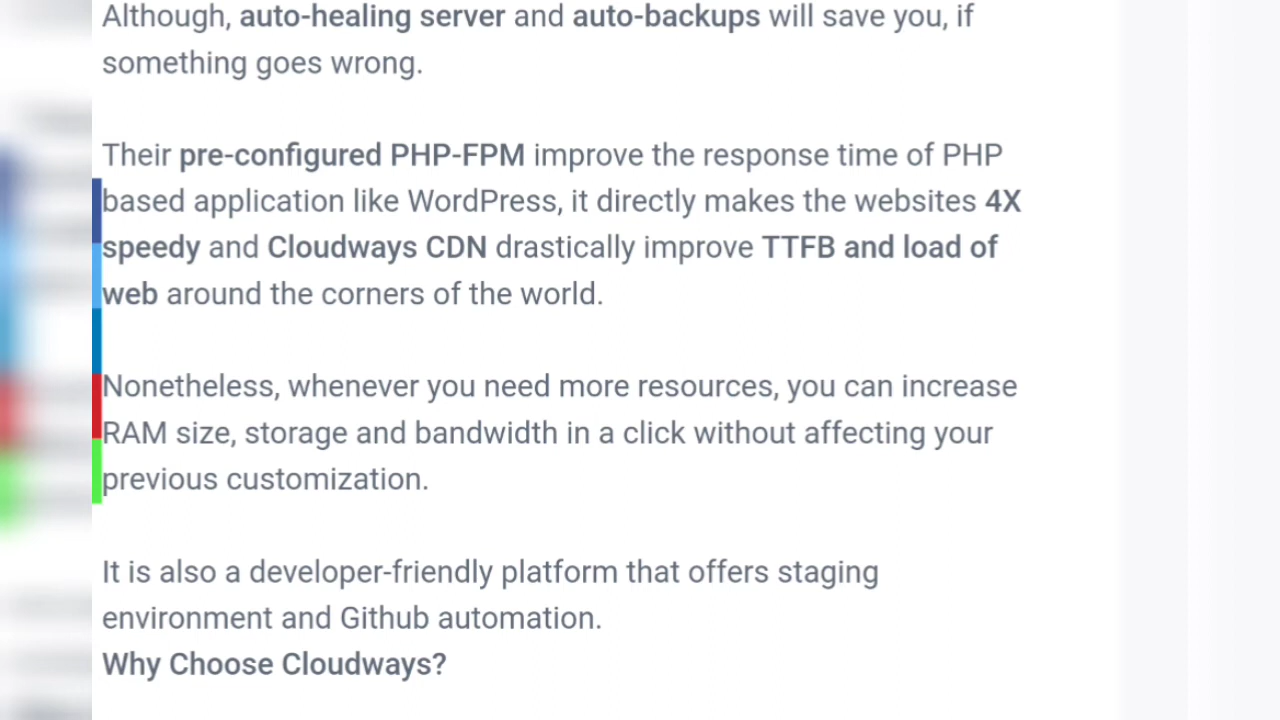 Although, auto-healing server and auto-backups will save you, if
something goes wrong.
Their pre-configured PHP-FPM improve the response time of PHP
based application like WordPress, it directly makes the websites 4X
speedy and Cloudways CDN drastically improve TTFB and load of
web around the corners of the world.
Nonetheless, whenever you need more resources, you can increase
RAM size, storage and bandwidth in a click without affecting your
previous customization.
It is also a developer-friendly platform that offers staging
environment and Github automation.
Why Choose Cloudways?